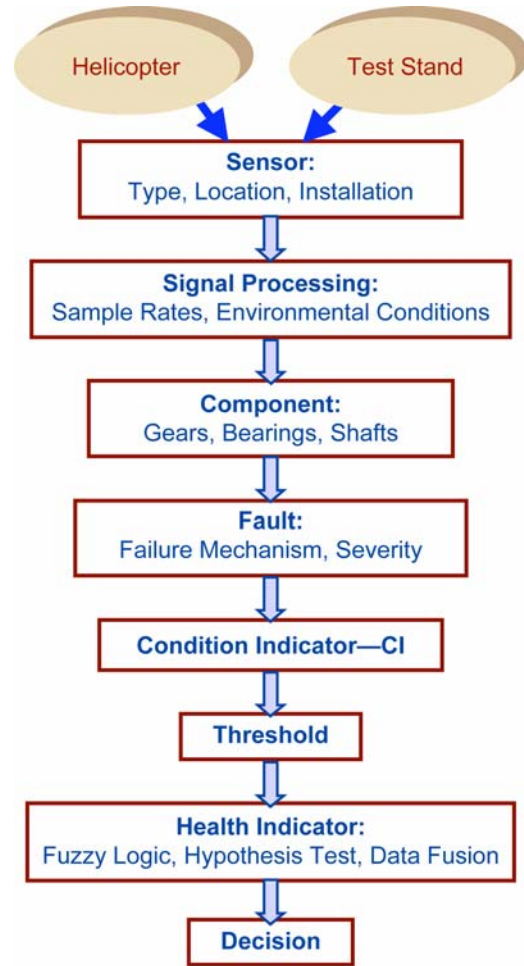 Helicopter
Test Stand
Sensor:
Type, Location, Installation
Signal Processing:
Sample Rates, Environmental Conditions
Component:
Gears, Bearings, Shafts
Fault:
Failure Mechanism, Severity
Condition Indicator—CI
Threshold
Health Indicator:
Fuzzy Logic, Hypothesis Test, Data Fusion
Decision